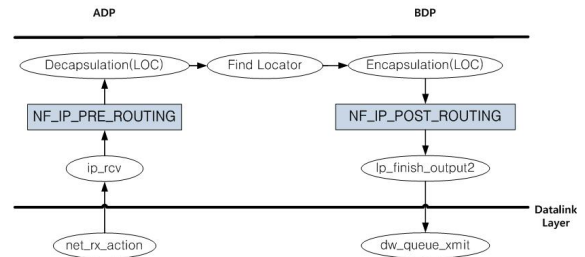 ADP BDP
Decapsulation(LOC) Find Locator Encapsulation(LOC)
NF_IP_PRE_ROUTING NF_IP_POST_ROUTING
ip_rcv Ip_finish_output2
Datalink
Layer
net_rx_action dw_queue_xmit